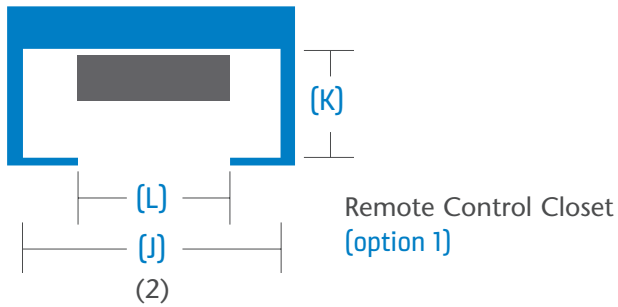 (K)
(L)
(J)
(2)
Remote Control Closet
(option 1)